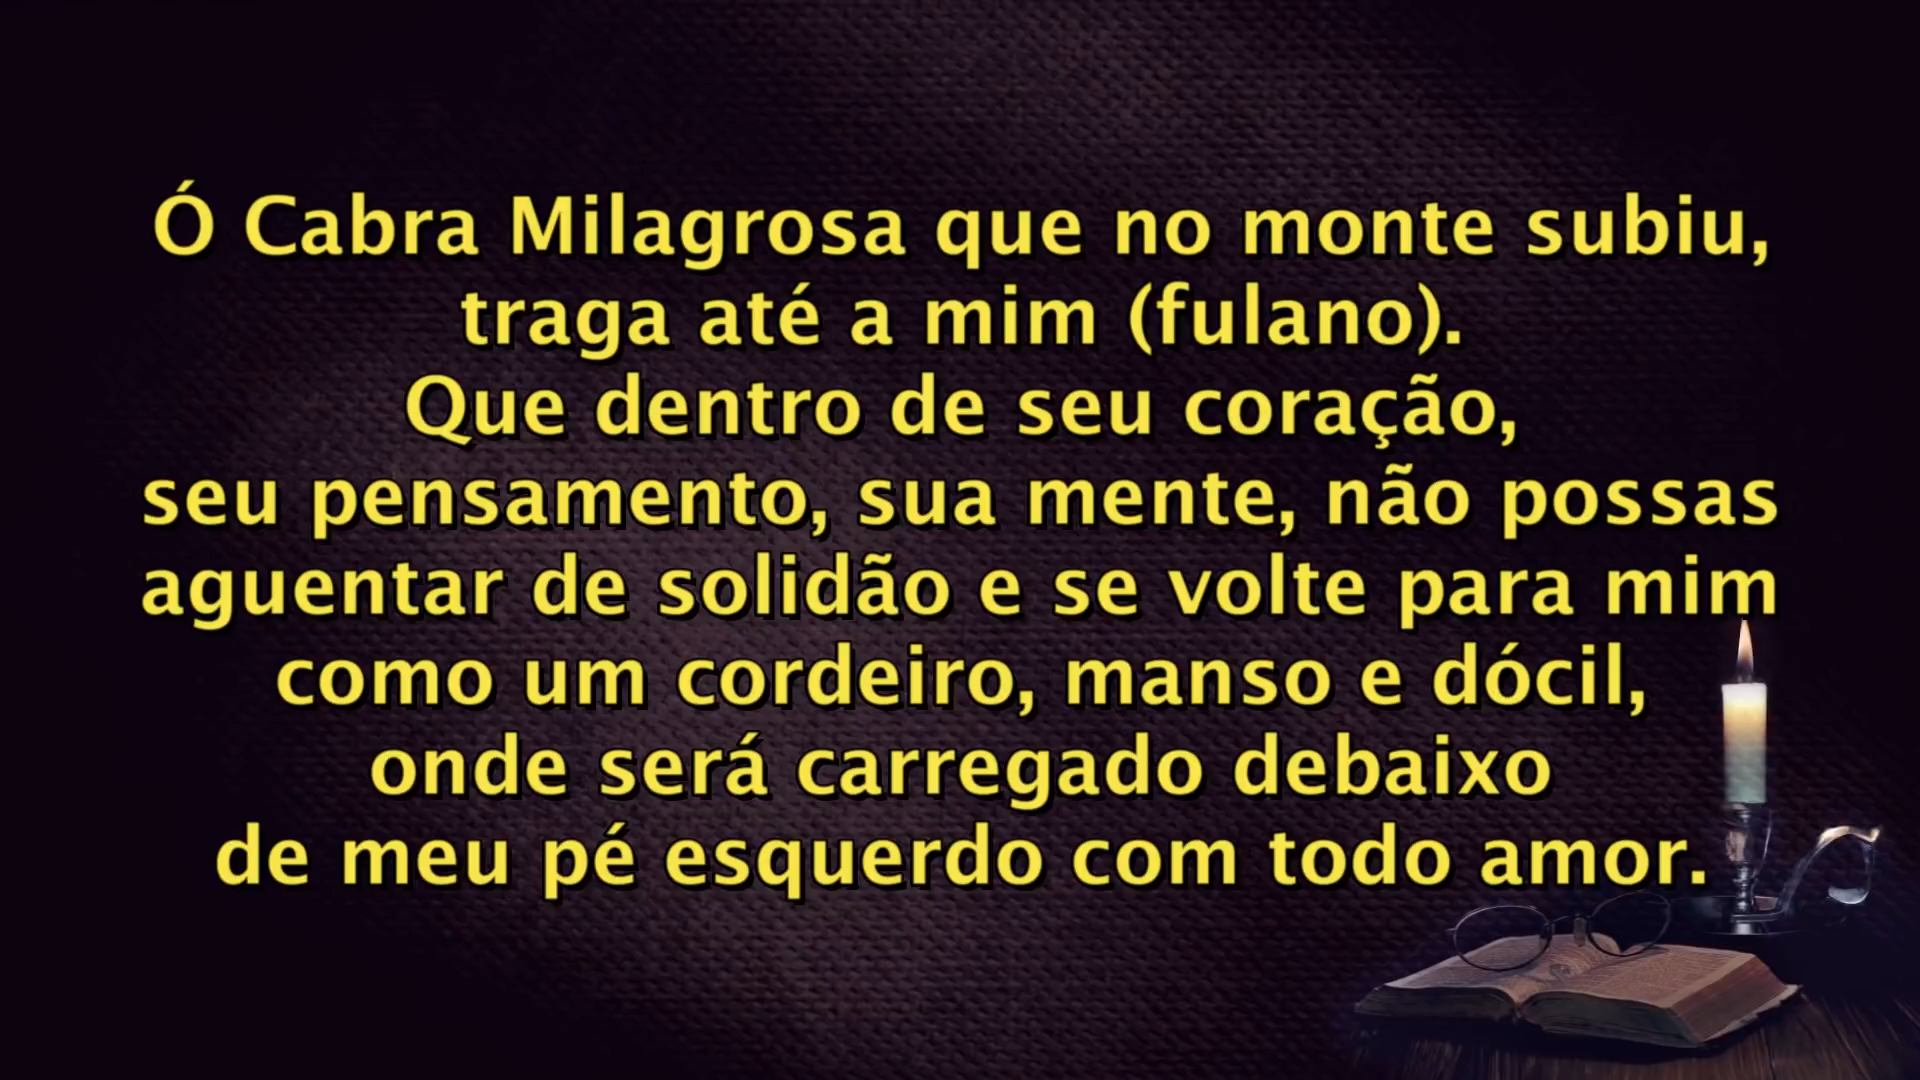 Ó Cabra Milagrosa que no monte subiu,
traga até a mim (fulano).
Que dentro de seu coração,
seu pensamento, sua mente, não possas
aguentar de solidão e se volte para mim
como um cordeiro, manso e dócil,
onde será carregado debaixo
de meu pé esquerdo com todo amor.